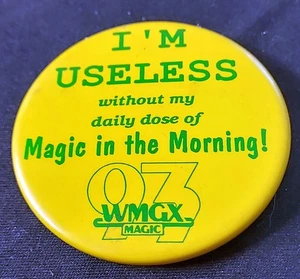 I'M
USELESS
without my
daily dose of
Magic in the Morning!
93
WMGX
MAGIC